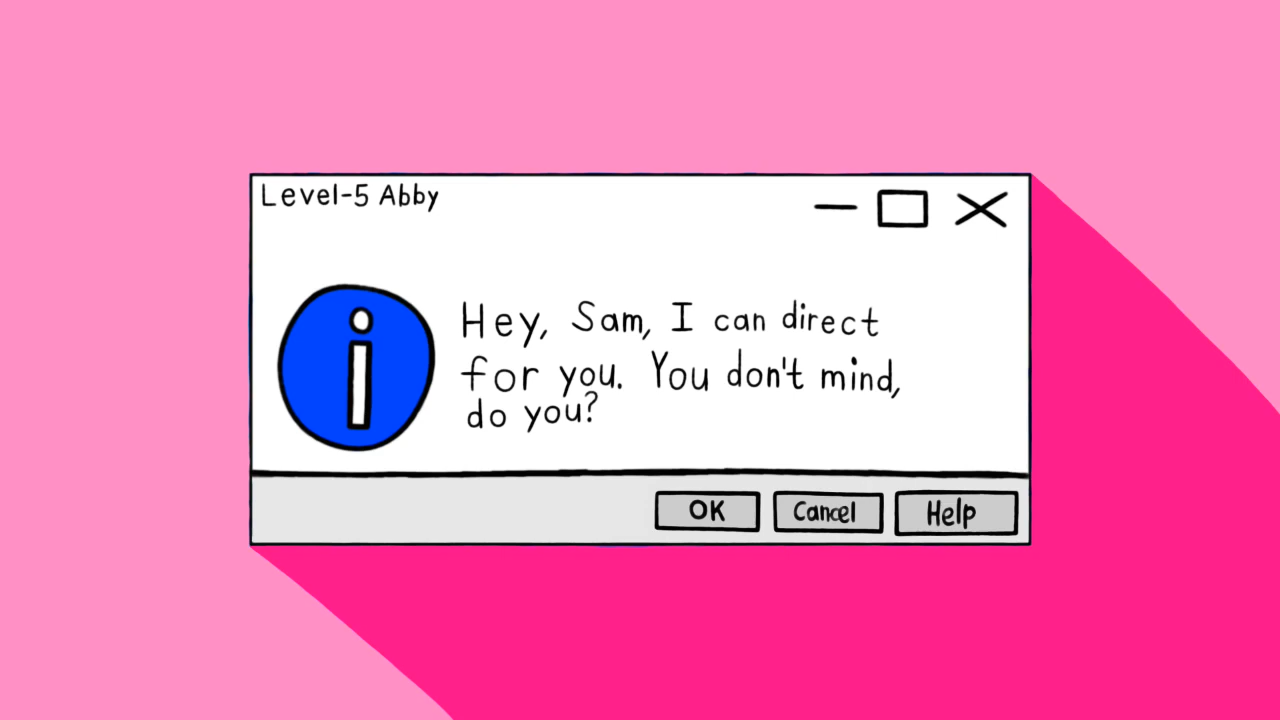 Level-5 Abby
Hey, Sam, I can direct
for you. You don't mind,
do you?
OK Cancel Help